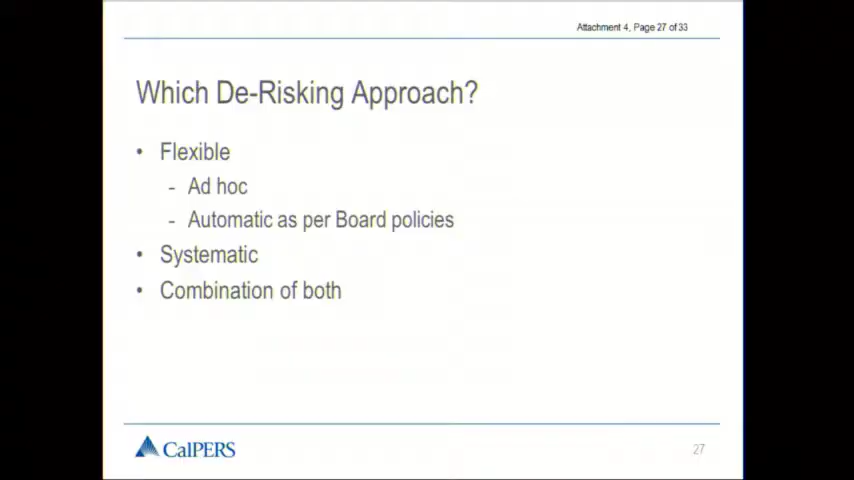 Attachment 4, Page 27 of 33
Which De-Risking Approach?
• Flexible
- Ad hoc
- Automatic as per Board policies
• Systematic
• Combination of both
CalPERS
27